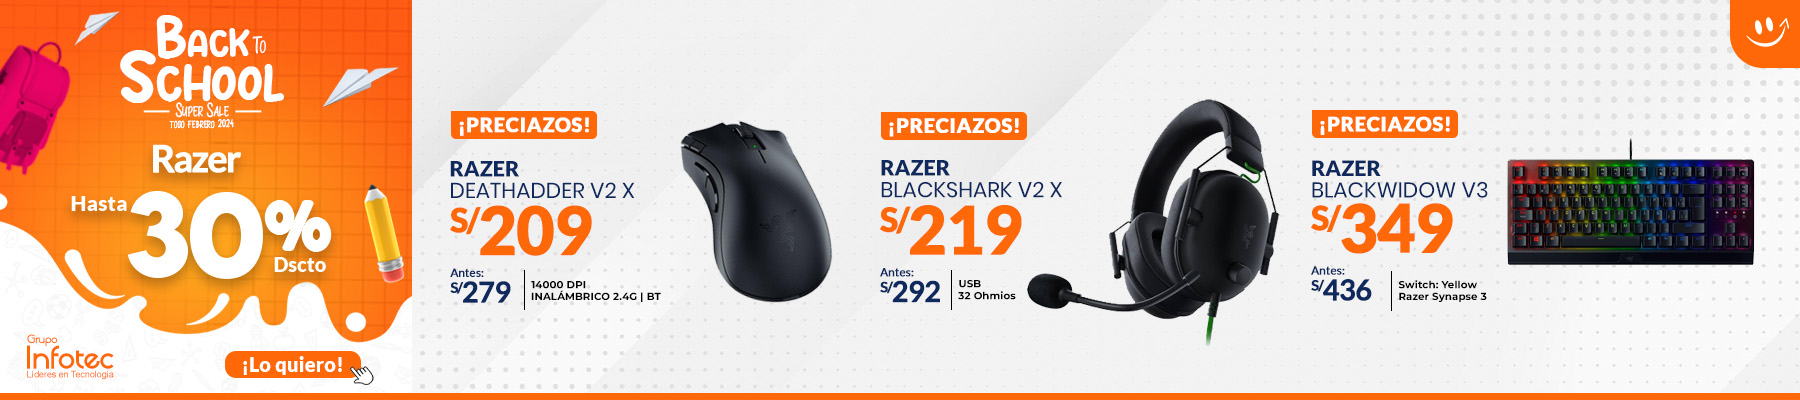 BACK TO
SCHOOL
SUPER SALE
TODO FEBRERO 2024
Razer
Hasta
30%
Dscto
Grupo
Infotec
Líderes en Tecnología
¡Lo quiero!
¡PRECIAZOS!
RAZER
DEATHADDER V2 X
S/209
Antes:
S/279
14000 DPI
INALÁMBRICO 2.4G | BT
¡PRECIAZOS!
RAZER
BLACKSHARK V2 X
S/219
Antes:
S/292
USB
32 Ohmios
¡PRECIAZOS!
RAZER
BLACKWIDOW V3
S/349
Antes:
S/436
Switch: Yellow
Razer Synapse 3